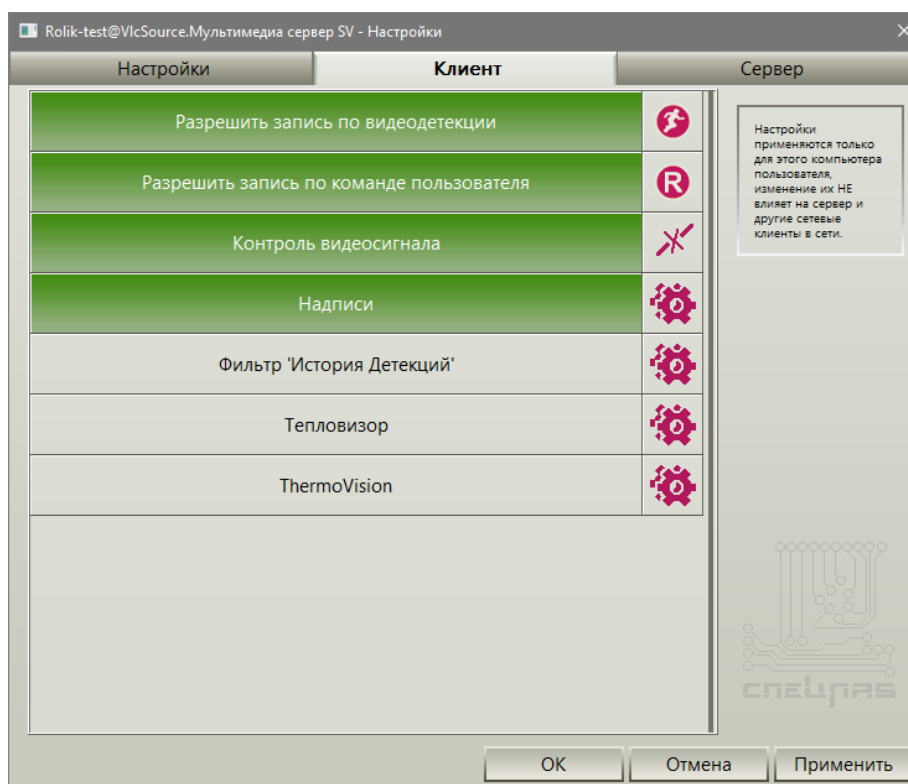 Rolik-test@VlcSource.Мультимедиа сервер SV - Настройки
Настройки
Клиент
Сервер
Разрешить запись по видеодетекции
Разрешить запись по команде пользователя
R
Контроль видеосигнала
Надписи
Фильтр 'История Детекций'
Тепловизор
ThermoVision
Настройки
применяются только
для этого компьютера
пользователя,
изменение их НЕ
влияет на сервер и
другие сетевые
клиенты в сети.
спецлаб
ОК
Отмена
Применить